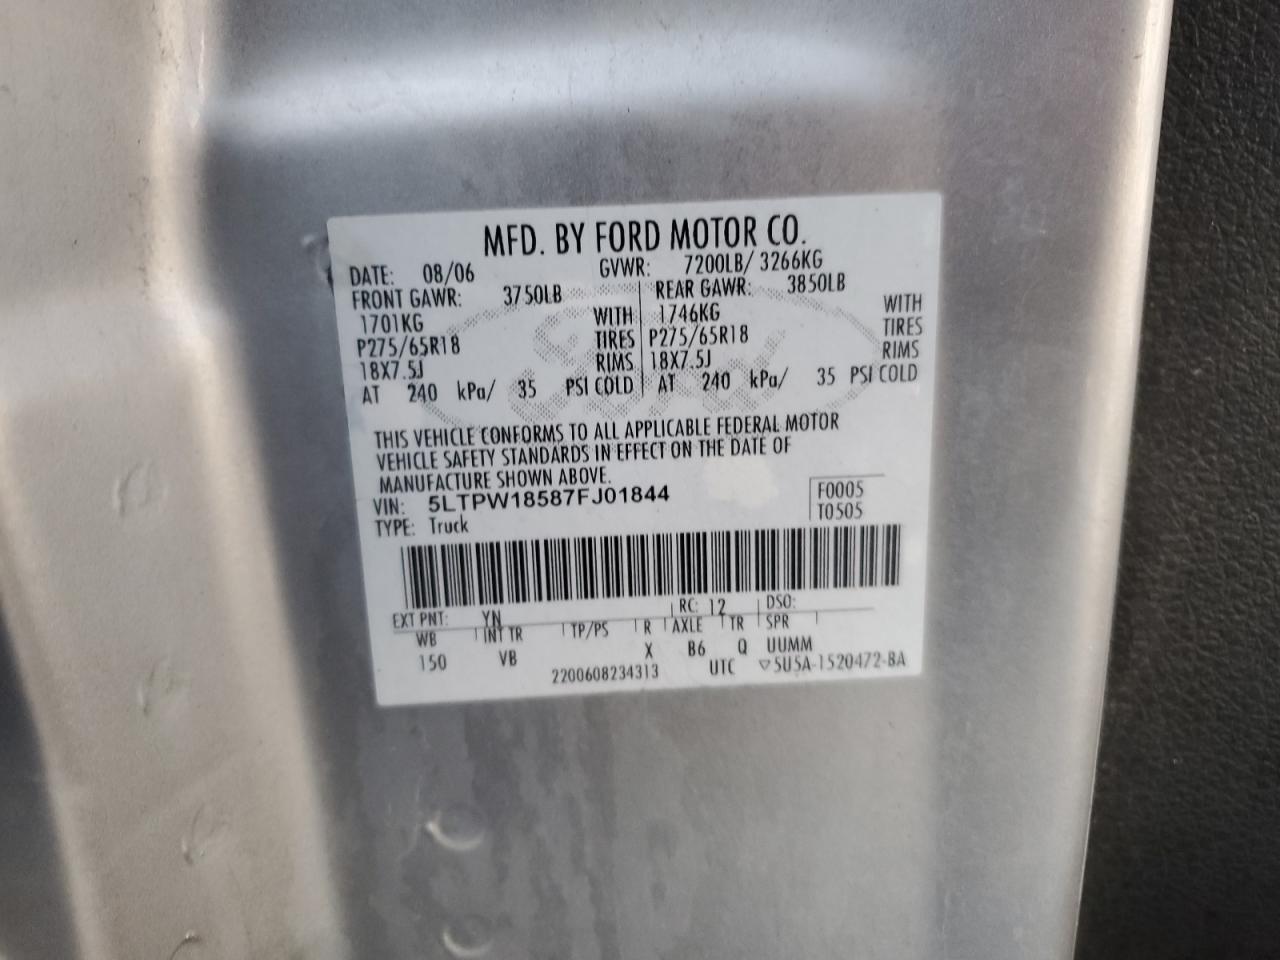 MFD. BY FORD MOTOR CO.
DATE: 08/06 GVWR: 7200LB/ 3266KG
FRONT GAWR: 3750LB REAR GAWR: 3850LB
1701KG WITH 1746KG WITH
P275/65R18 TIRES P275/65R18 TIRES
18X7.5J RIMS 18X7.5J RIMS
AT 240 kPa/ 35 PSI COLD AT 240 kPa/ 35 PSI COLD
THIS VEHICLE CONFORMS TO ALL APPLICABLE FEDERAL MOTOR
VEHICLE SAFETY STANDARDS IN EFFECT ON THE DATE OF
MANUFACTURE SHOWN ABOVE.
VIN: 5LTPW18587FJ01844 F0005
TYPE: Truck T0505
EXT PNT: YN RC: 12 DSO:
WB INT TR TP/PS R AXLE TR SPR
150 VB X B6 Q UUMM
2200608234313 UTC ▽5U5A-1520472-BA